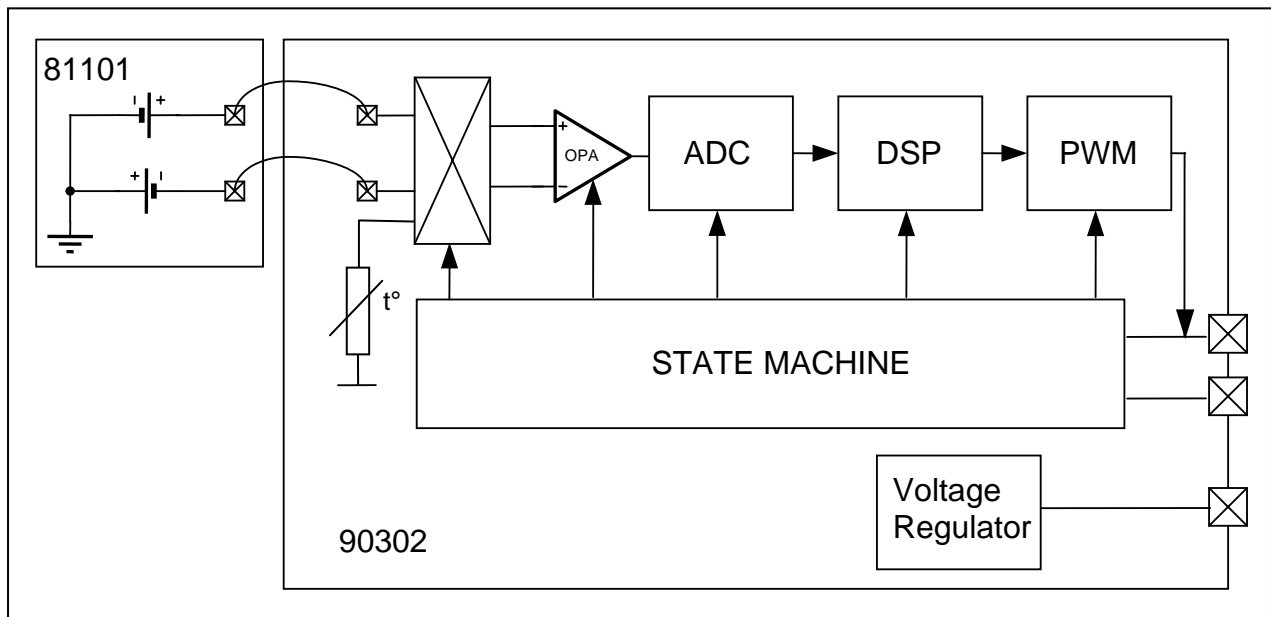 81101
+
+
+
OPA
−
ADC
DSP
PWM
t°
STATE MACHINE
Voltage
Regulator
90302